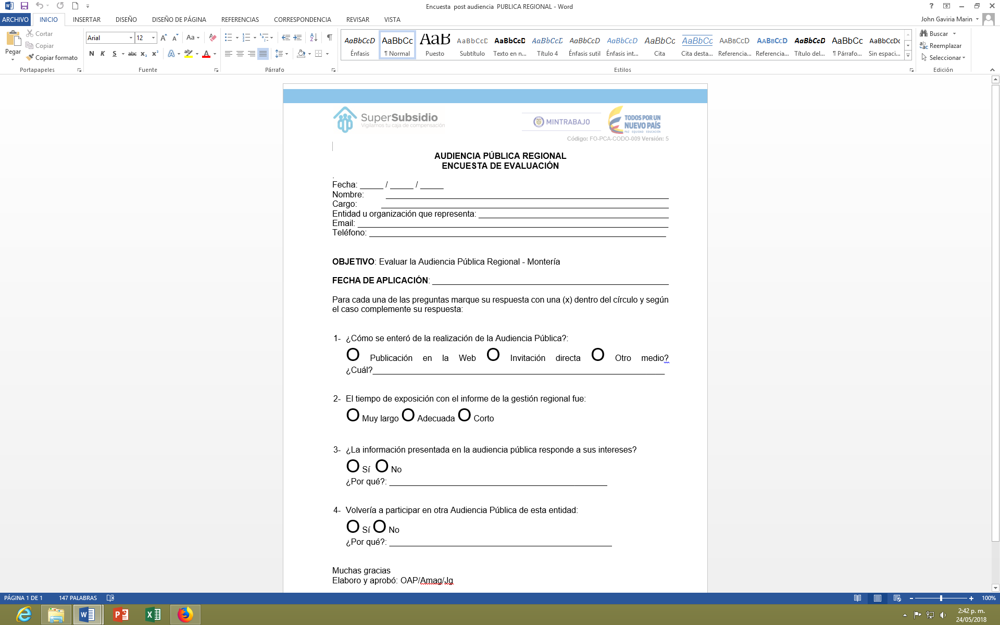 Encuesta  post audiencia  PUBLICA REGIONAL - Word
ARCHIVO INICIO INSERTAR DISEÑO DISEÑO DE PÁGINA REFERENCIAS CORRESPONDENCIA REVISAR VISTA John Gaviria Marin
Pegar
Cortar
Copiar
Copiar formato
Portapapeles
Arial 12
N K S abc x₂ x²
Fuente
Párrafo
AaBbCcD AaBbCc AaB AaBbCcD AaBbCcD AaBbCcD AaBbCcD AaBbCcD AaBbCc AaBbCc AaBbCcD AaBbCcD AaBbCcD AaBbCc AaBbCcDc
Énfasis ¶ Normal Puesto Subtítulo Texto en n... Título 4 Énfasis sutil Énfasis int... Cita Cita desta... Referencia... Referencia... Título del... ¶ Párrafo... Sin espaci...
Estilos
Buscar
Reemplazar
Seleccionar
Edición
SuperSubsidio
Vigilamos tu caja de compensación
MINTRABAJO
TODOS POR UN
NUEVO PAÍS
PAZ EQUIDAD EDUCACIÓN
Código: FO-PCA-CODO-009 Versión: 5
AUDIENCIA PÚBLICA REGIONAL
ENCUESTA DE EVALUACIÓN
.
Fecha: _____ / _____ / _____
Nombre: ____________________
Cargo: ____________________
Entidad u organización que representa: ____________________
Email: ____________________
Teléfono: ____________________
OBJETIVO: Evaluar la Audiencia Pública Regional - Montería
FECHA DE APLICACIÓN: ____________________
Para cada una de las preguntas marque su respuesta con una (x) dentro del círculo y según
el caso complemente su respuesta:
1- ¿Cómo se enteró de la realización de la Audiencia Pública?:
O Publicación en la Web O Invitación directa O Otro medio?
¿Cuál?____________________
2- El tiempo de exposición con el informe de la gestión regional fue:
O Muy largo O Adecuada O Corto
3- ¿La información presentada en la audiencia pública responde a sus intereses?
O Sí O No
¿Por qué?: ____________________
4- Volvería a participar en otra Audiencia Pública de esta entidad:
O Sí O No
¿Por qué?: ____________________
Muchas gracias
Elaboro y aprobó: OAP/Amag/Jg
PÁGINA 1 DE 1 147 PALABRAS 100%
2:42 p. m.
24/05/2018